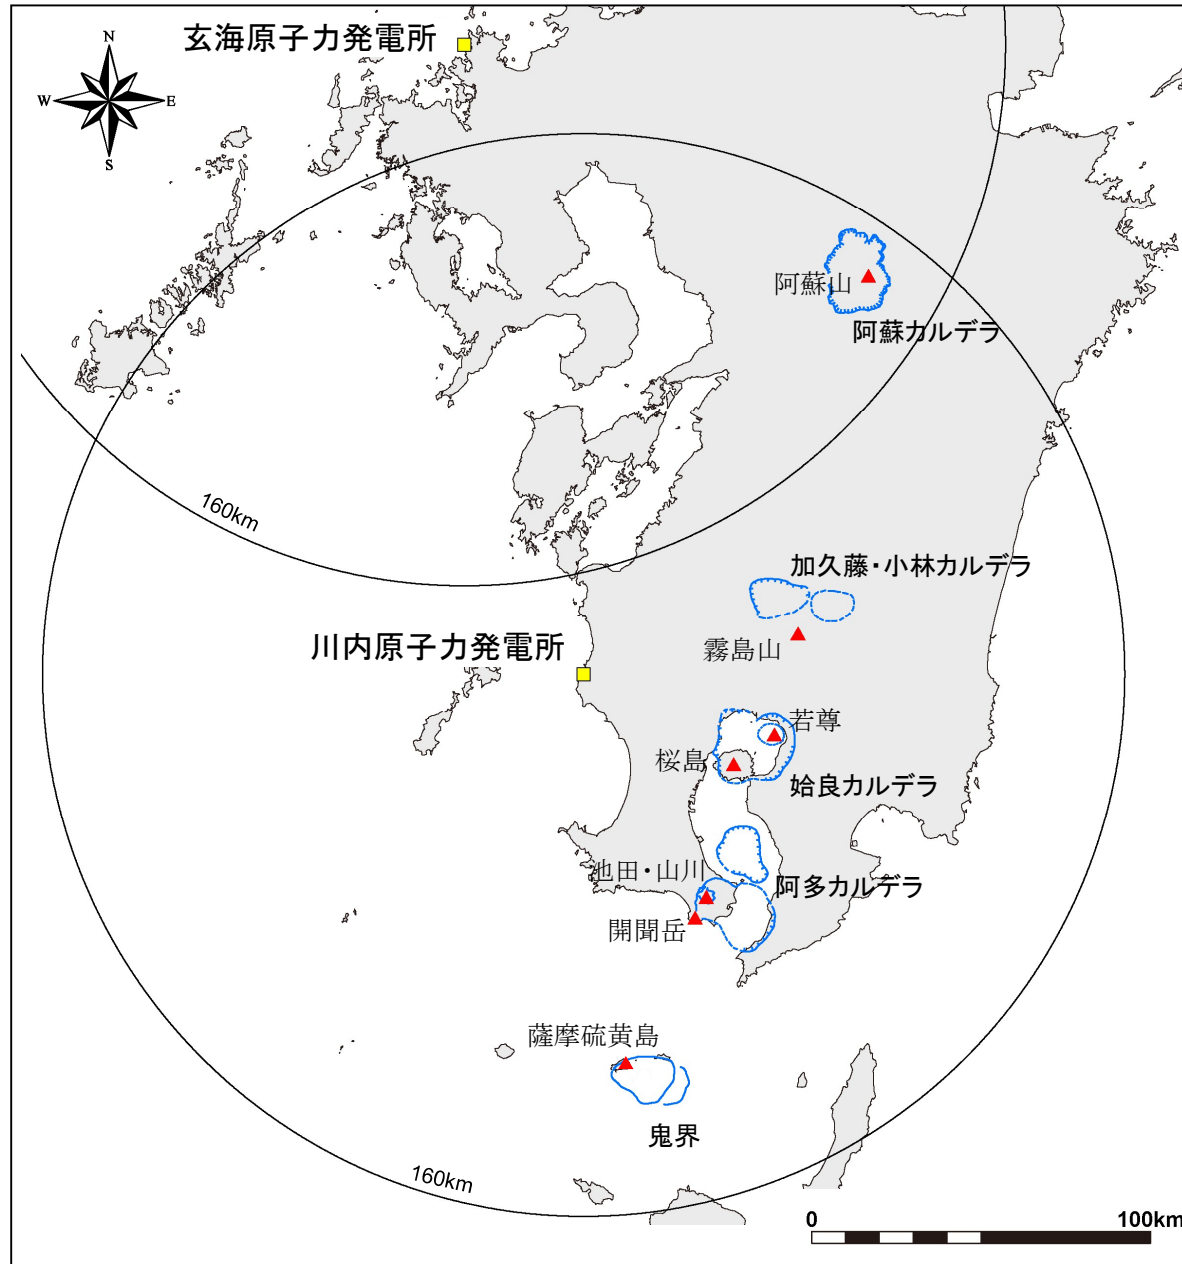 玄海原子力発電所
N
W
E
S
阿蘇山
阿蘇カルデラ
160km
加久藤・小林カルデラ
川内原子力発電所
霧島山
若尊
桜島
姶良カルデラ
池田・山川
阿多カルデラ
開聞岳
薩摩硫黄島
鬼界
160km
0
100km